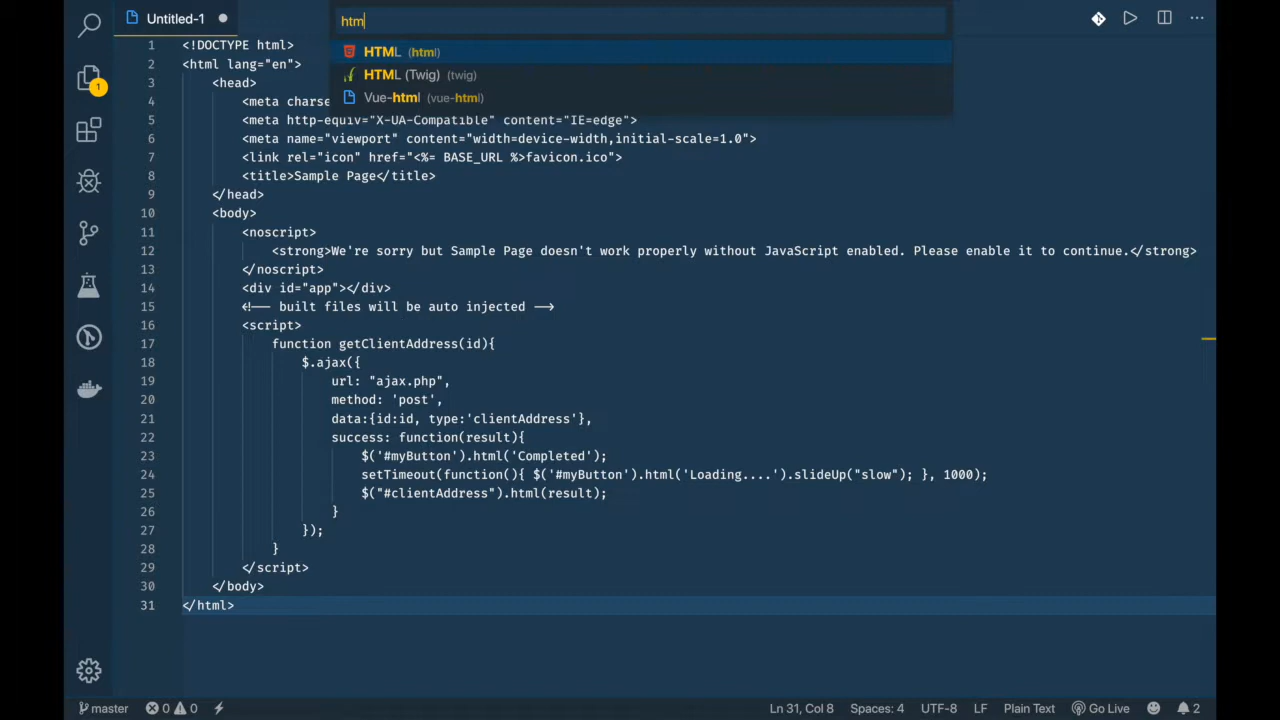 Untitled-1
htm
HTML (html)
HTML (Twig) (twig)
Vue-html (vue-html)
1
1 <!DOCTYPE html>
2 <html lang="en">
3 <head>
4 <meta charse
5 <meta http-equiv="X-UA-Compatible" content="IE=edge">
6 <meta name="viewport" content="width=device-width,initial-scale=1.0">
7 <link rel="icon" href="<%= BASE_URL %>favicon.ico">
8 <title>Sample Page</title>
9 </head>
10 <body>
11 <noscript>
12 <strong>We're sorry but Sample Page doesn't work properly without JavaScript enabled. Please enable it to continue.</strong>
13 </noscript>
14 <div id="app"></div>
15 <!-- built files will be auto injected -->
16 <script>
17 function getClientAddress(id){
18 $.ajax({
19 url: "ajax.php",
20 method: 'post',
21 data:{id:id, type:'clientAddress'},
22 success: function(result){
23 $('#myButton').html('Completed');
24 setTimeout(function(){ $('#myButton').html('Loading....').slideUp("slow"); }, 1000);
25 $("#clientAddress").html(result);
26 }
27 });
28 }
29 </script>
30 </body>
31 </html>
master 0 0 Ln 31, Col 8 Spaces: 4 UTF-8 LF Plain Text Go Live 2